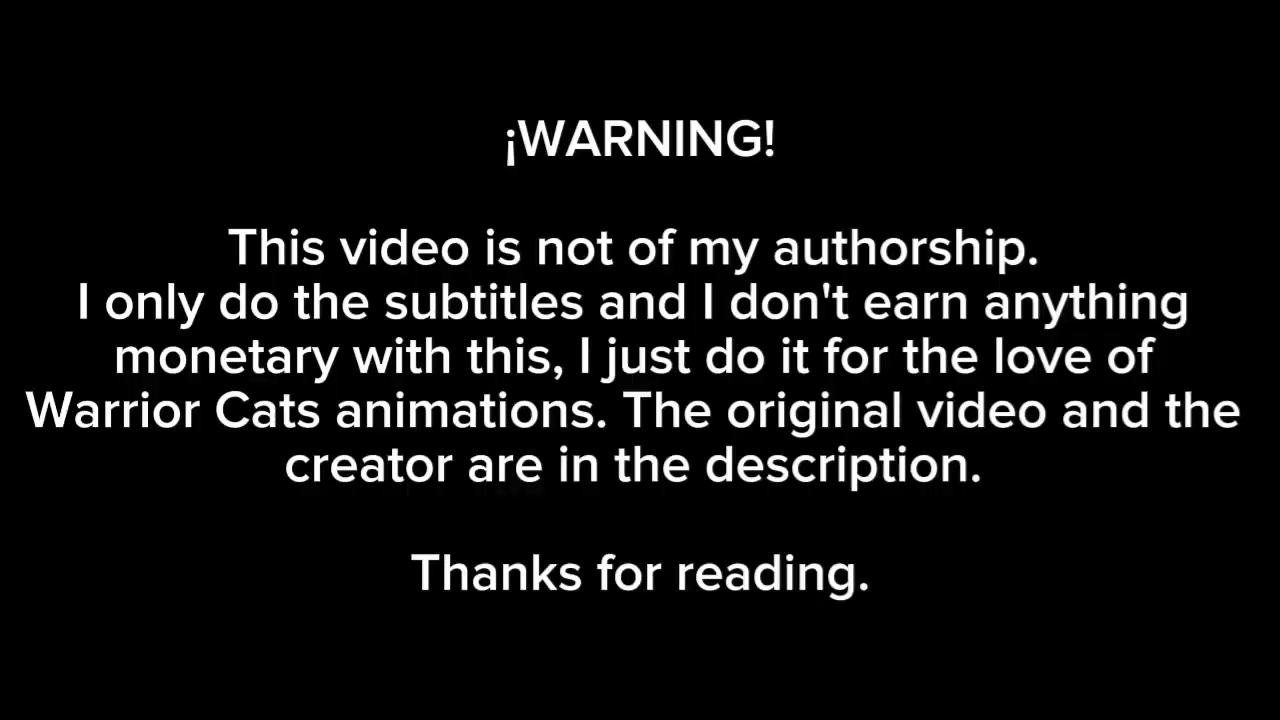 ¡WARNING!
This video is not of my authorship.
I only do the subtitles and I don't earn anything
monetary with this, I just do it for the love of
Warrior Cats animations. The original video and the
creator are in the description.
Thanks for reading.